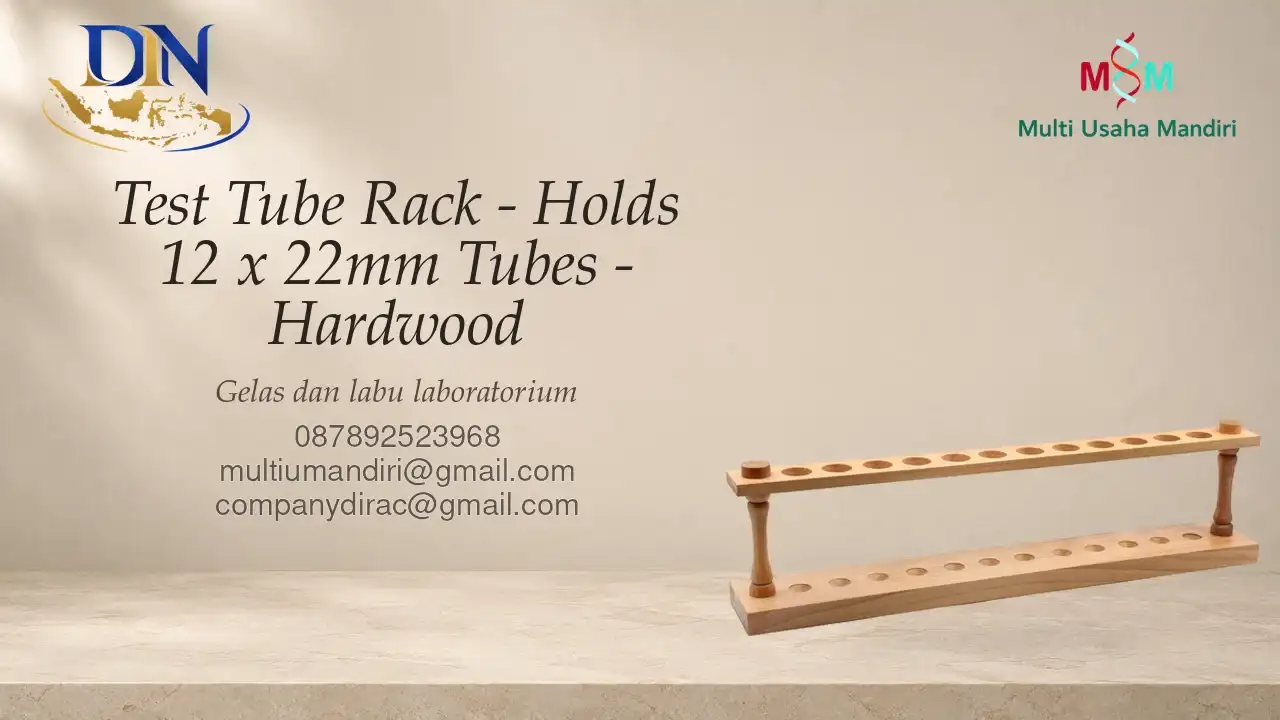 DIN
M M
Multi Usaha Mandiri
Test Tube Rack - Holds
12 x 22mm Tubes -
Hardwood
Gelas dan labu laboratorium
087892523968
multiumandiri@gmail.com
companydirac@gmail.com